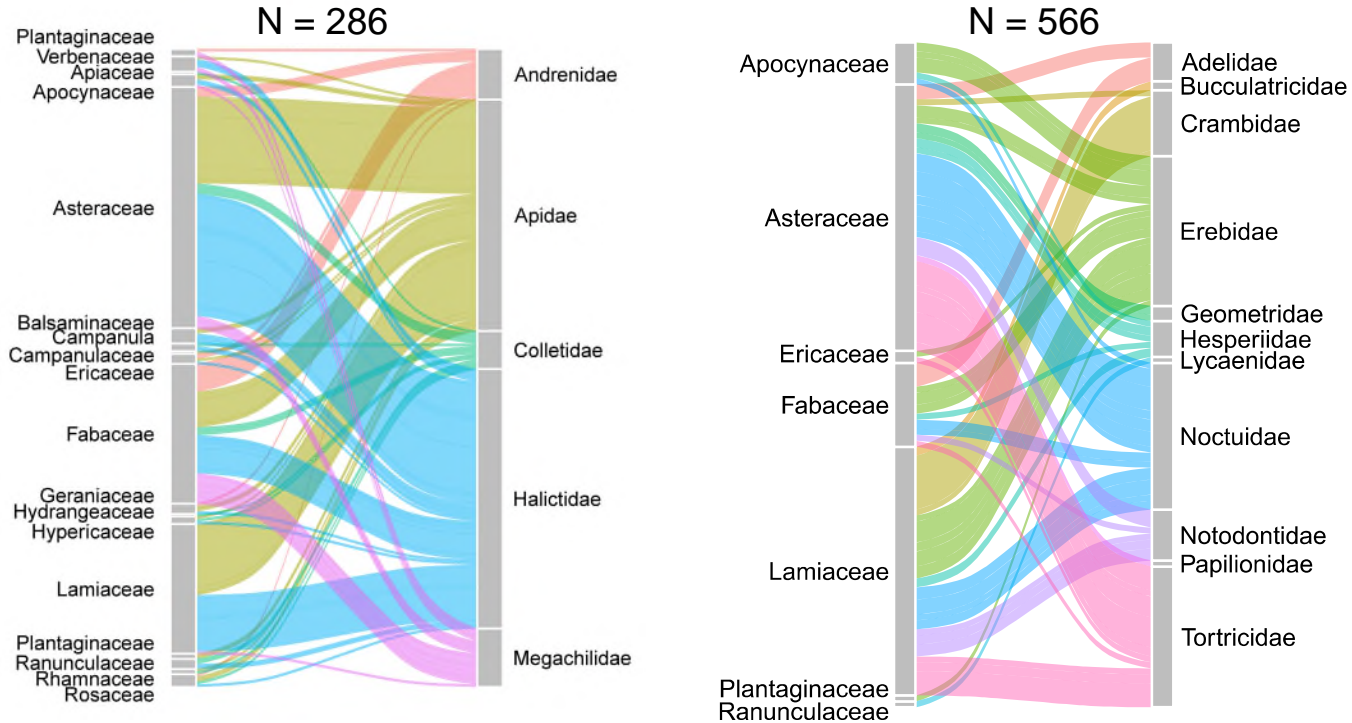 N = 286
Plantaginaceae
Verbenaceae
Apiaceae
Apocynaceae
Asteraceae
Balsaminaceae
Campanula
Campanulaceae
Ericaceae
Fabaceae
Geraniaceae
Hydrangeaceae
Hypericaceae
Lamiaceae
Plantaginaceae
Ranunculaceae
Rhamnaceae
Rosaceae
Andrenidae
Apidae
Colletidae
Halictidae
Megachilidae
N = 566
Apocynaceae
Asteraceae
Ericaceae
Fabaceae
Lamiaceae
Plantaginaceae
Ranunculaceae
Adelidae
Bucculatricidae
Crambidae
Erebidae
Geometridae
Hesperiidae
Lycaenidae
Noctuidae
Notodontidae
Papilionidae
Tortricidae